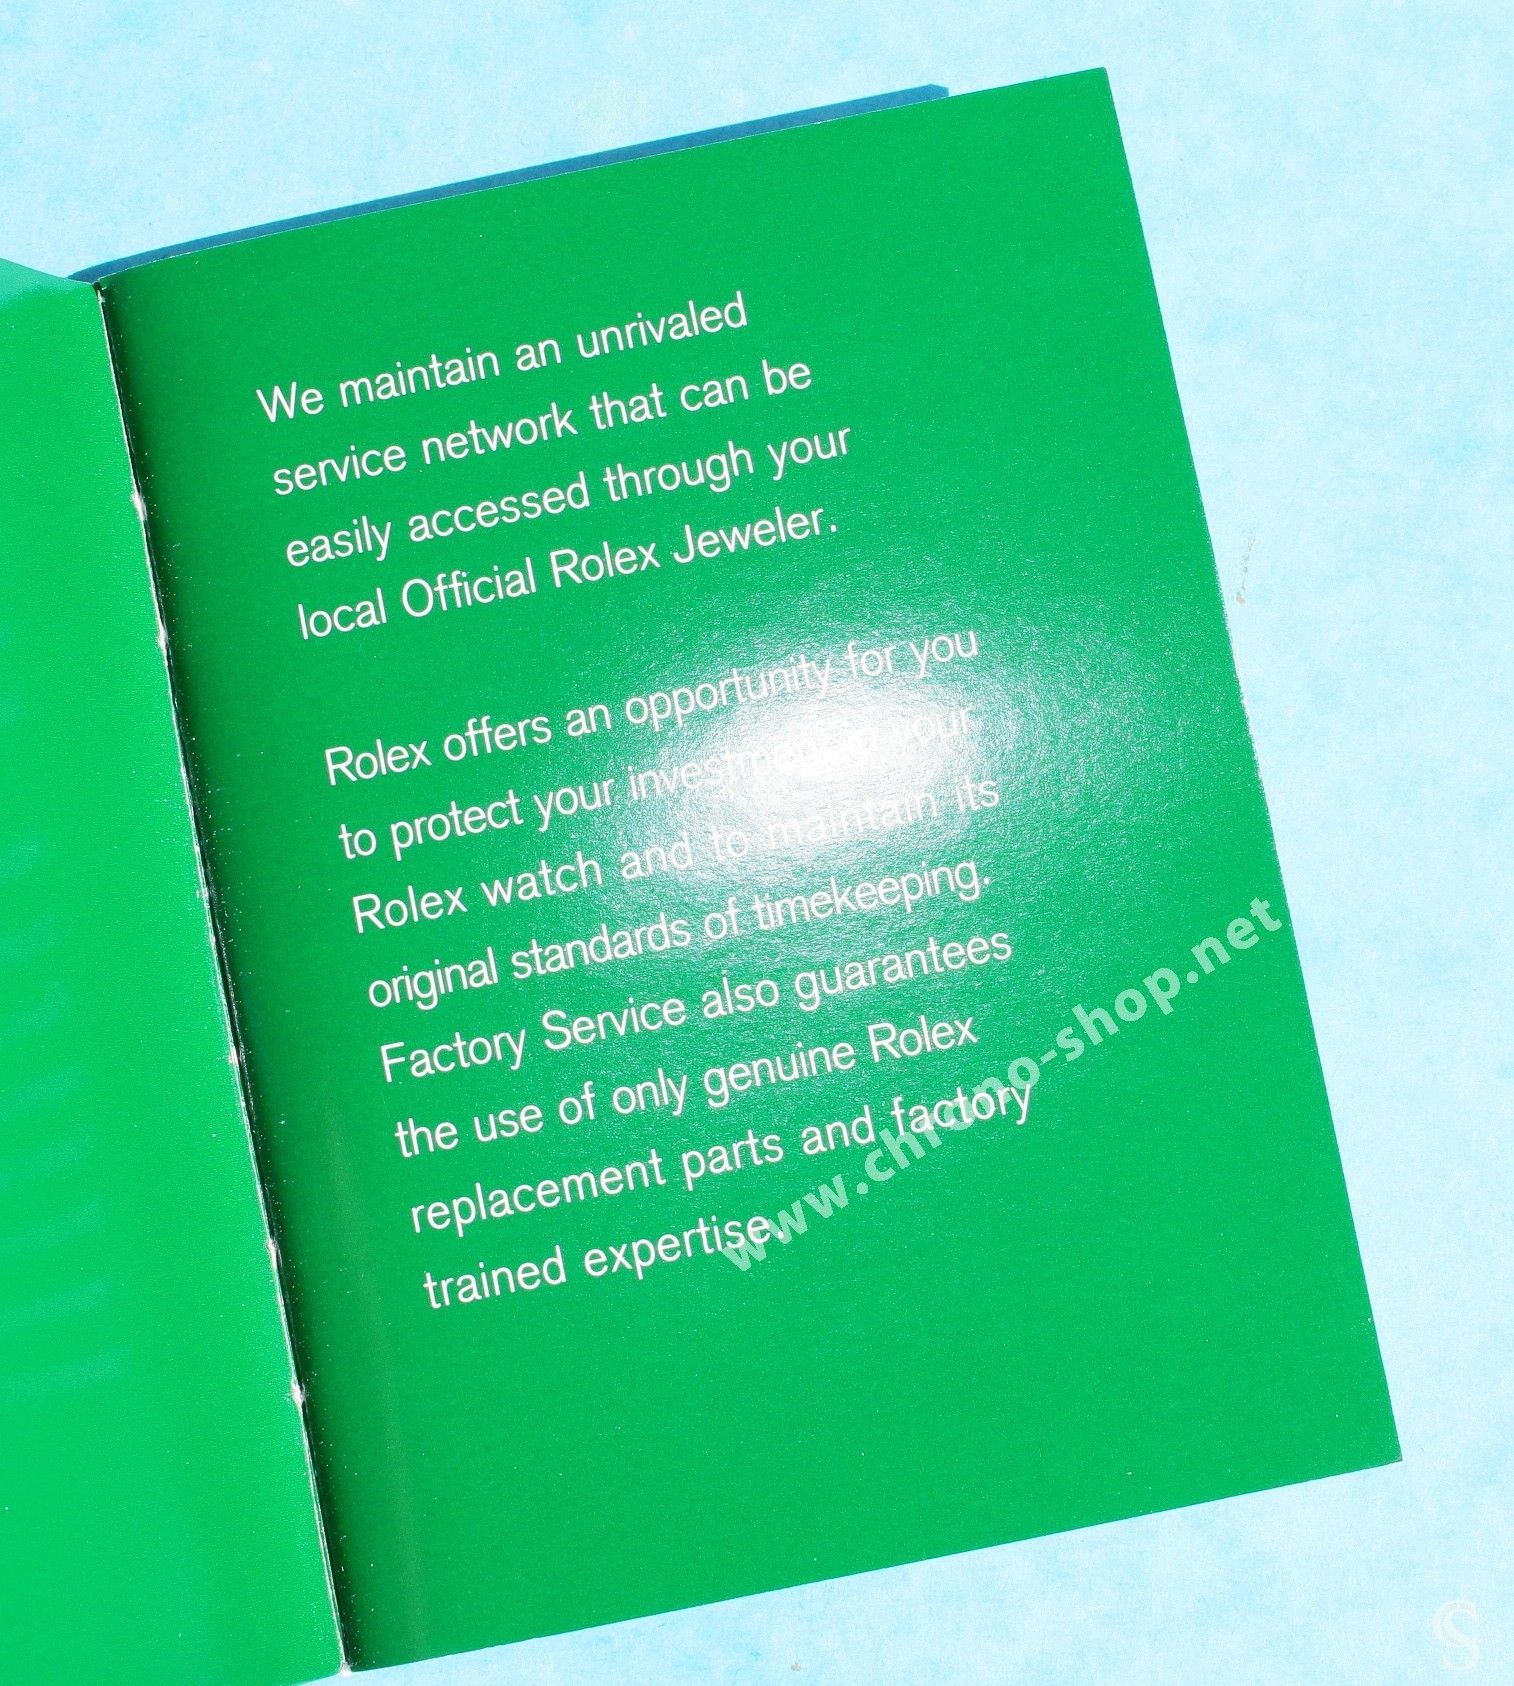 We maintain an unrivaled
service network that can be
easily accessed through your
local Official Rolex Jeweler.
Rolex offers an opportunity for you
to protect your investment in your
Rolex watch and to maintain its
original standards of timekeeping.
Factory Service also guarantees
the use of only genuine Rolex
replacement parts and factory
trained expertise.
www.chrono-shop.net